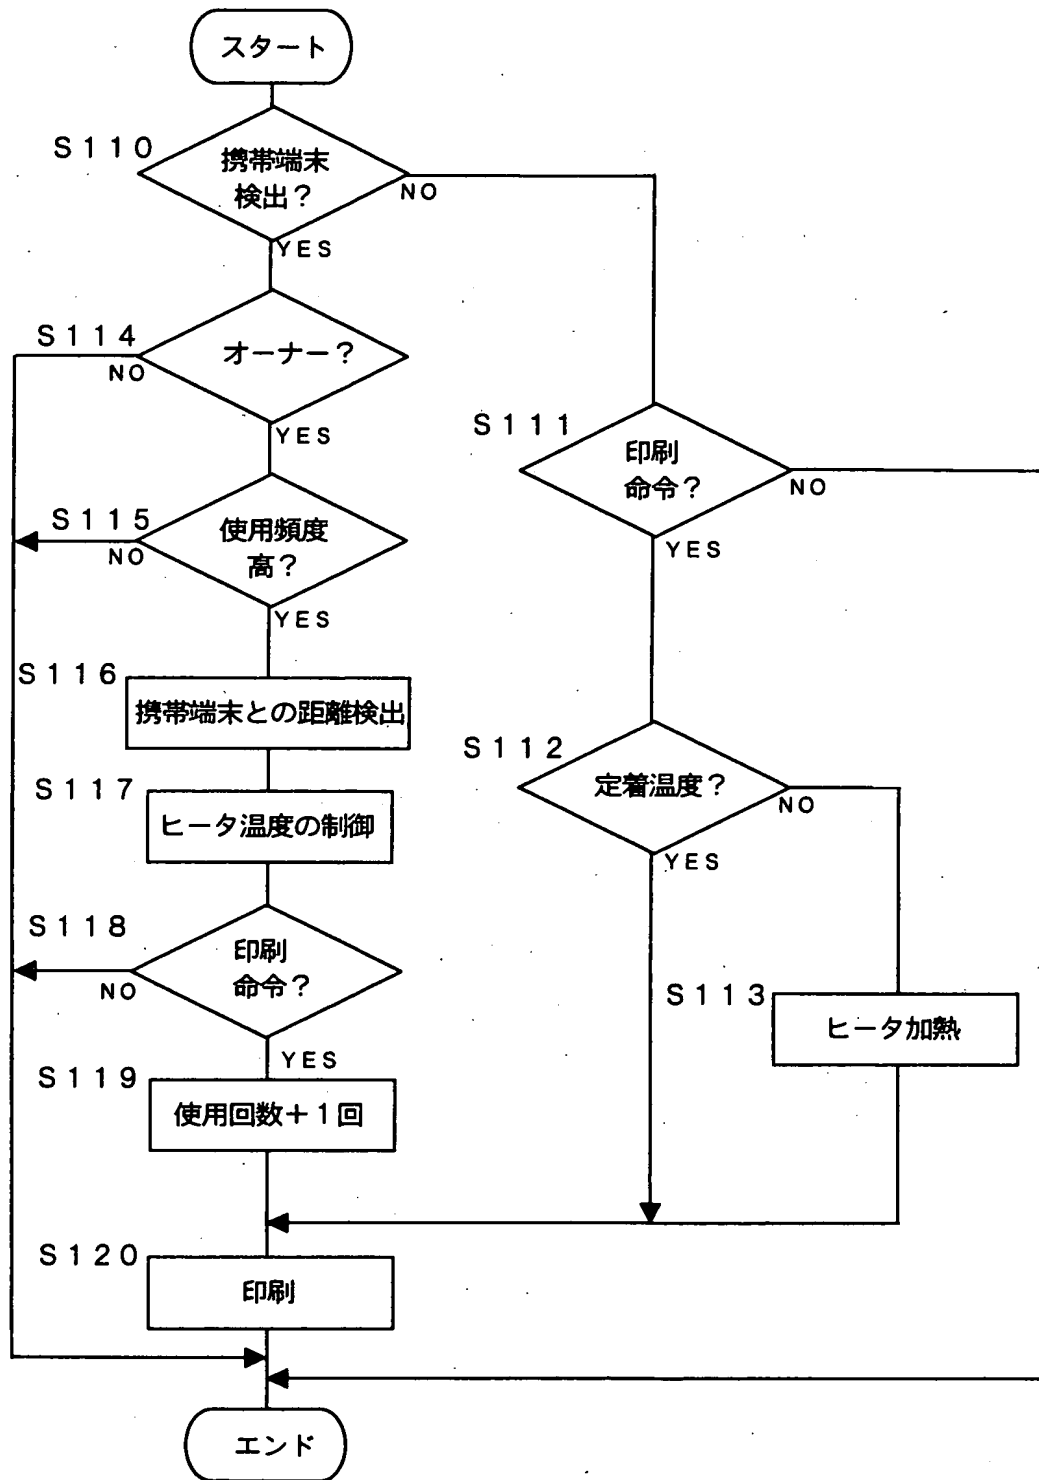 スタート
S110
携帯端末
検出?
NO
YES
S114
オーナー?
NO
YES
S115
使用頻度
高?
NO
YES
S116
携帯端末との距離検出
S117
ヒータ温度の制御
S118
印刷
命令?
NO
YES
S119
使用回数+1回
S120
印刷
エンド
S111
印刷
命令?
NO
YES
S112
定着温度?
NO
YES
S113
ヒータ加熱